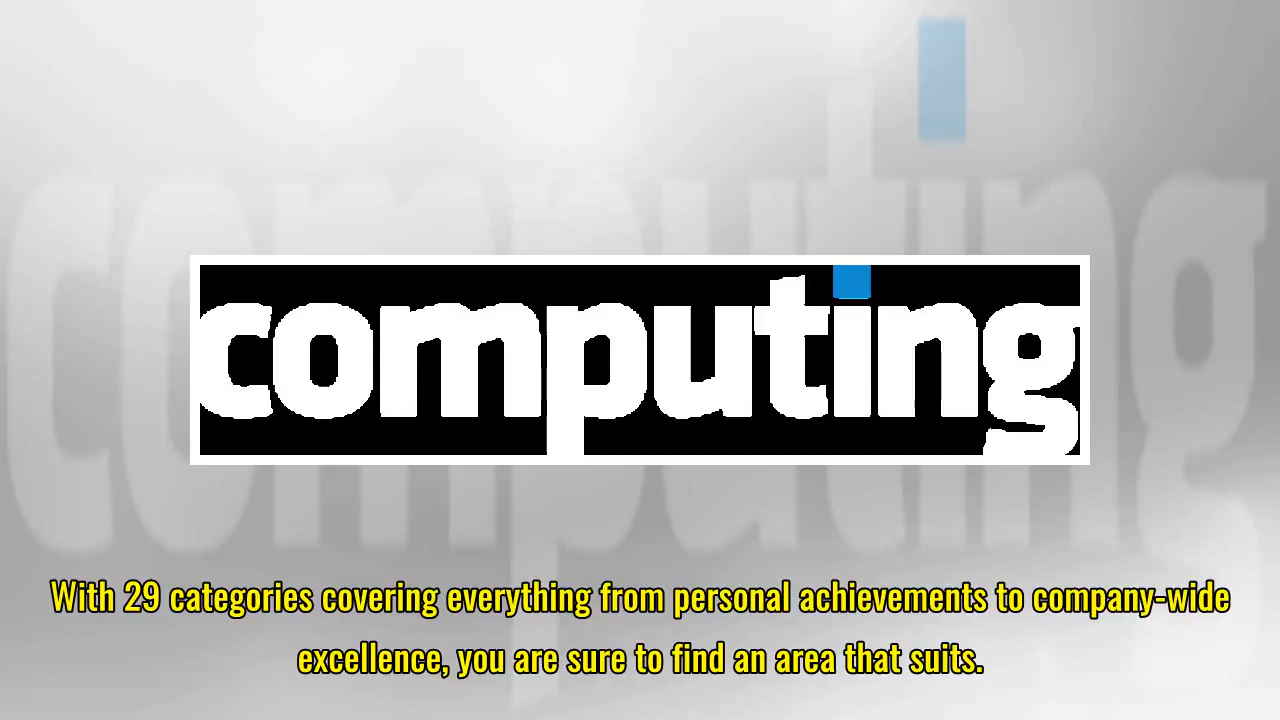 computing
With 29 categories covering everything from personal achievements to company-wide
excellence, you are sure to find an area that suits.